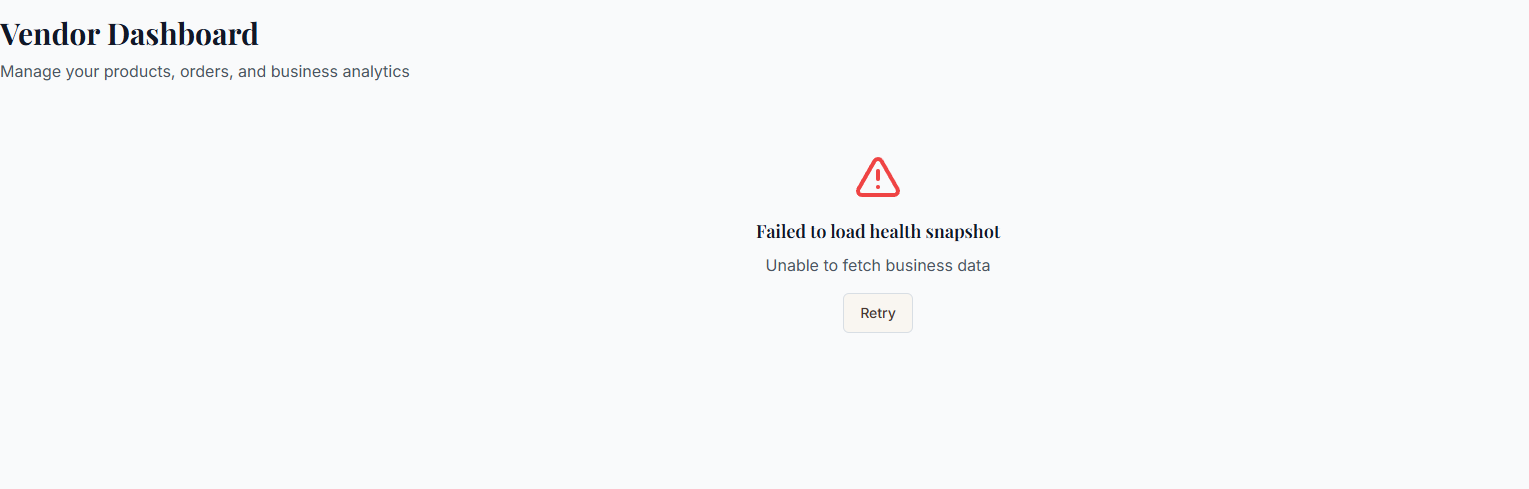 Vendor Dashboard
Manage your products, orders, and business analytics
Failed to load health snapshot
Unable to fetch business data
Retry